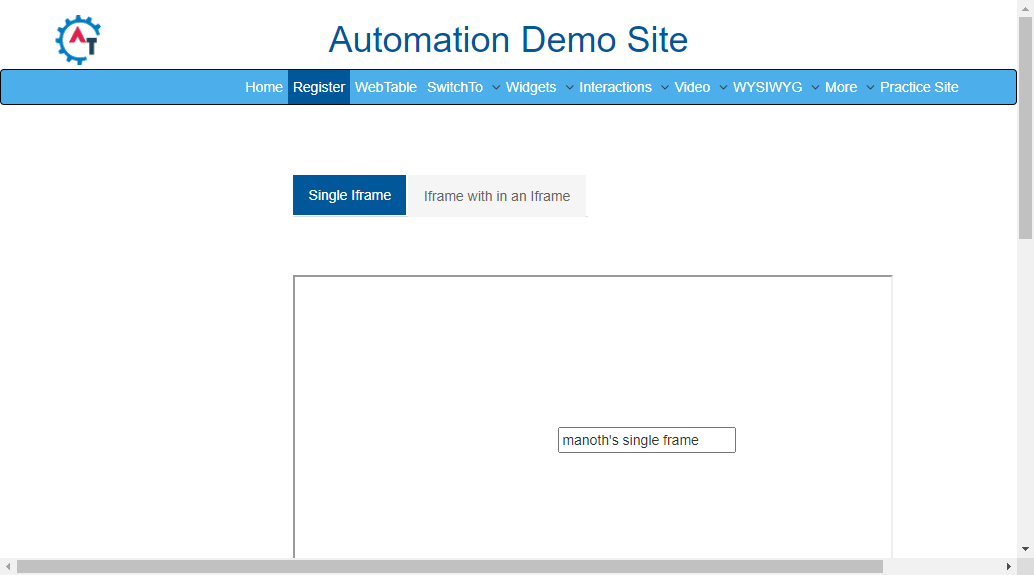 AT
Automation Demo Site
Home Register WebTable SwitchTo Widgets Interactions Video WYSIWYG More Practice Site
Single Iframe Iframe with in an Iframe
manoth's single frame